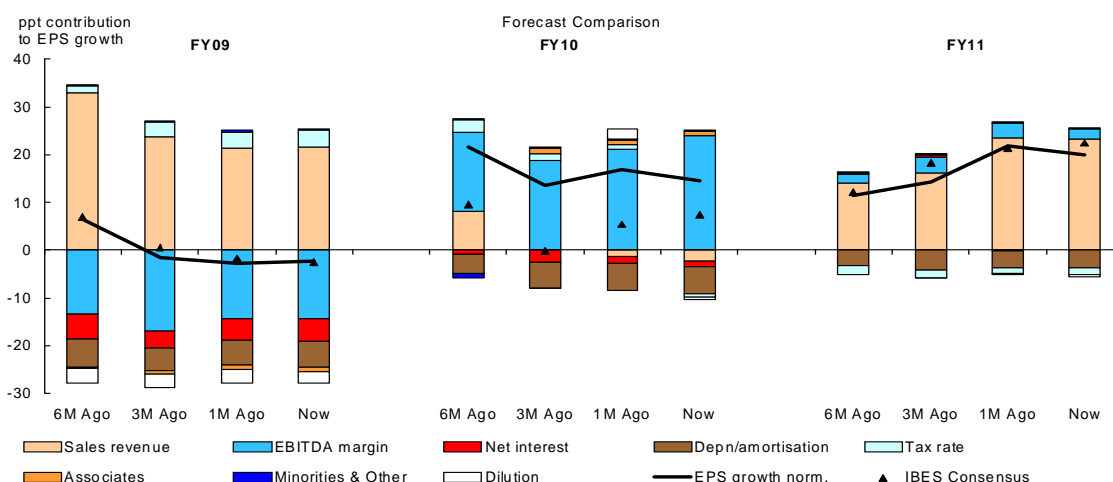 ppt contribution
to EPS growth
Forecast Comparison
FY09
FY10
FY11
40
30
20
10
0
-10
-20
-30
6M Ago 3M Ago 1M Ago Now 6M Ago 3M Ago 1M Ago Now 6M Ago 3M Ago 1M Ago Now
Sales revenue EBITDA margin Net interest Depn/amortisation Tax rate
Associates Minorities & Other Dilution EPS growth norm. IBES Consensus